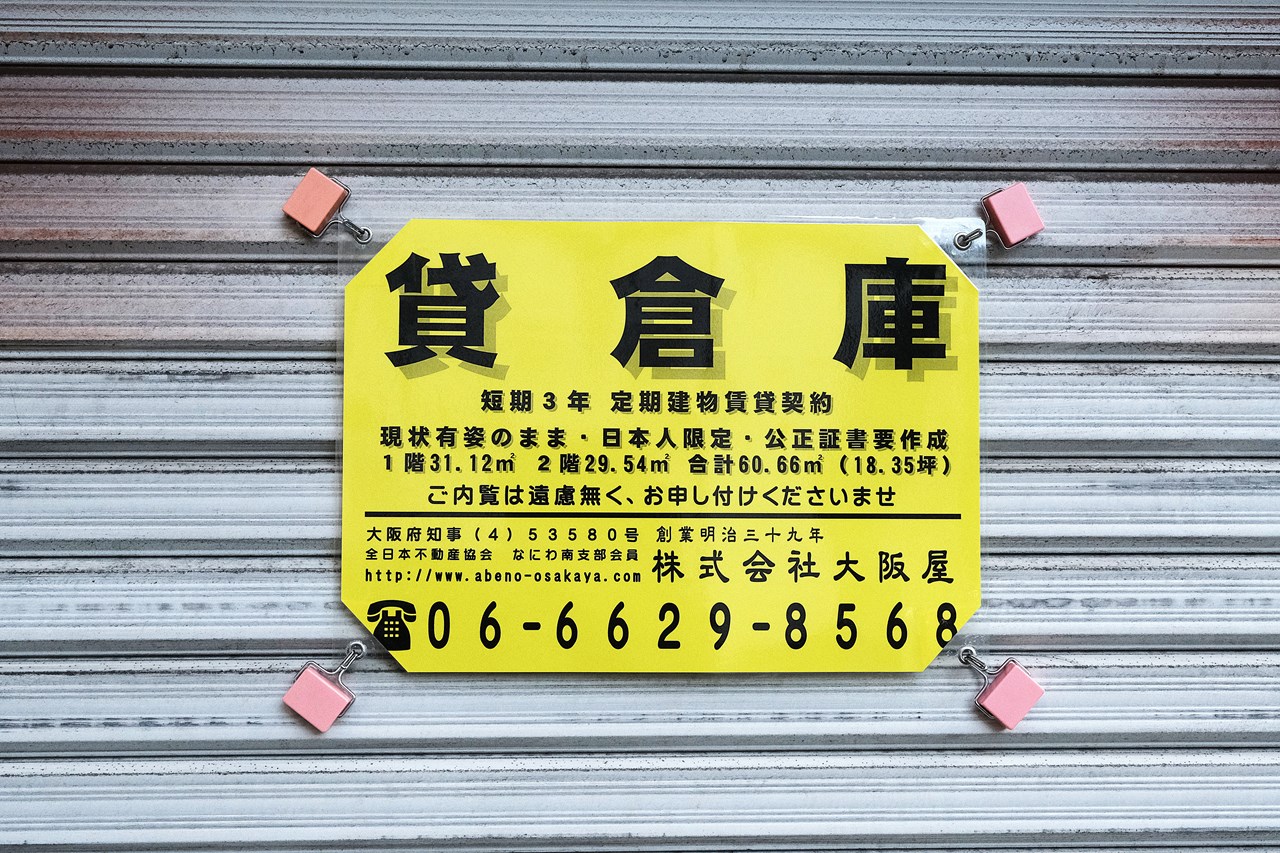 貸倉庫
短期3年 定期建物賃貸契約
現状有姿のまま・日本人限定・公正証書要作成
1階31.12㎡ 2階29.54㎡ 合計60.66㎡(18.35坪)
ご内覧は遠慮無く、お申し付けくださいませ
大阪府知事(4)53580号 創業明治三十九年
全日本不動産協会 なにわ南支部会員
http://www.abeno-osakaya.com 株式会社大阪屋
☎06-6629-8568